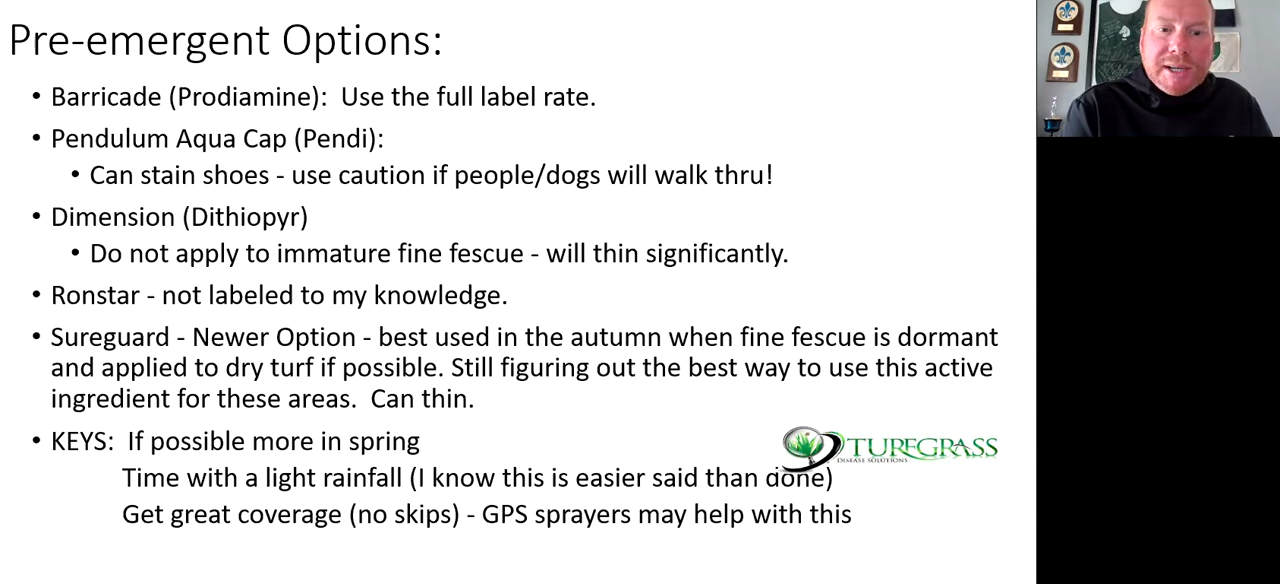 Pre-emergent Options:
• Barricade (Prodiamine): Use the full label rate.
• Pendulum Aqua Cap (Pendi):
• Can stain shoes - use caution if people/dogs will walk thru!
• Dimension (Dithiopyr)
• Do not apply to immature fine fescue - will thin significantly.
• Ronstar - not labeled to my knowledge.
• Sureguard - Newer Option - best used in the autumn when fine fescue is dormant
and applied to dry turf if possible. Still figuring out the best way to use this active
ingredient for these areas. Can thin.
• KEYS: If possible more in spring
TURFGRASS
DISEASE SOLUTIONS
Time with a light rainfall (I know this is easier said than done)
Get great coverage (no skips) - GPS sprayers may help with this